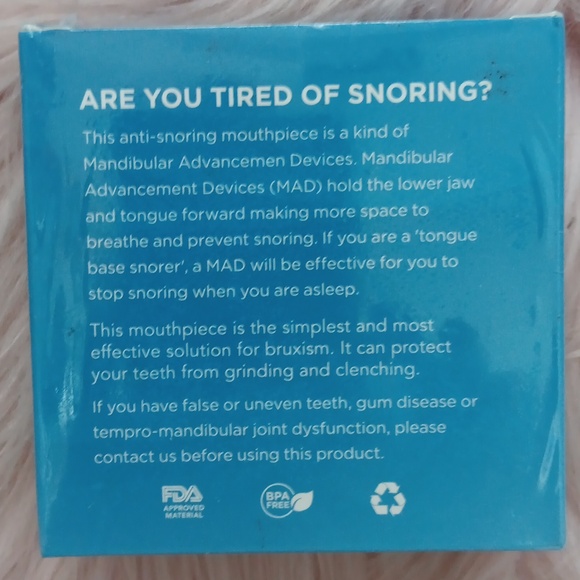 ARE YOU TIRED OF SNORING?
This anti-snoring mouthpiece is a kind of
Mandibular Advancemen Devices. Mandibular
Advancement Devices (MAD) hold the lower jaw
and tongue forward making more space to
breathe and prevent snoring. If you are a 'tongue
base snorer', a MAD will be effective for you to
stop snoring when you are asleep.
This mouthpiece is the simplest and most
effective solution for bruxism. It can protect
your teeth from grinding and clenching.
If you have false or uneven teeth, gum disease or
tempro-mandibular joint dysfunction, please
contact us before using this product.
FDA
APPROVED
MATERIAL
BPA
FREE